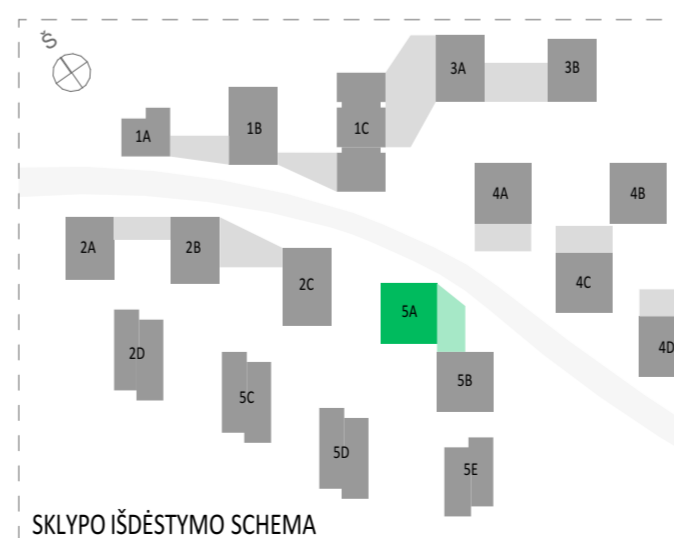 Š
3A
3B
1A
1B
1C
4A
4B
2A
2B
2C
4C
5A
4D
2D
5B
5C
5D
5E
SKLYPO IŠDĖSTYMO SCHEMA